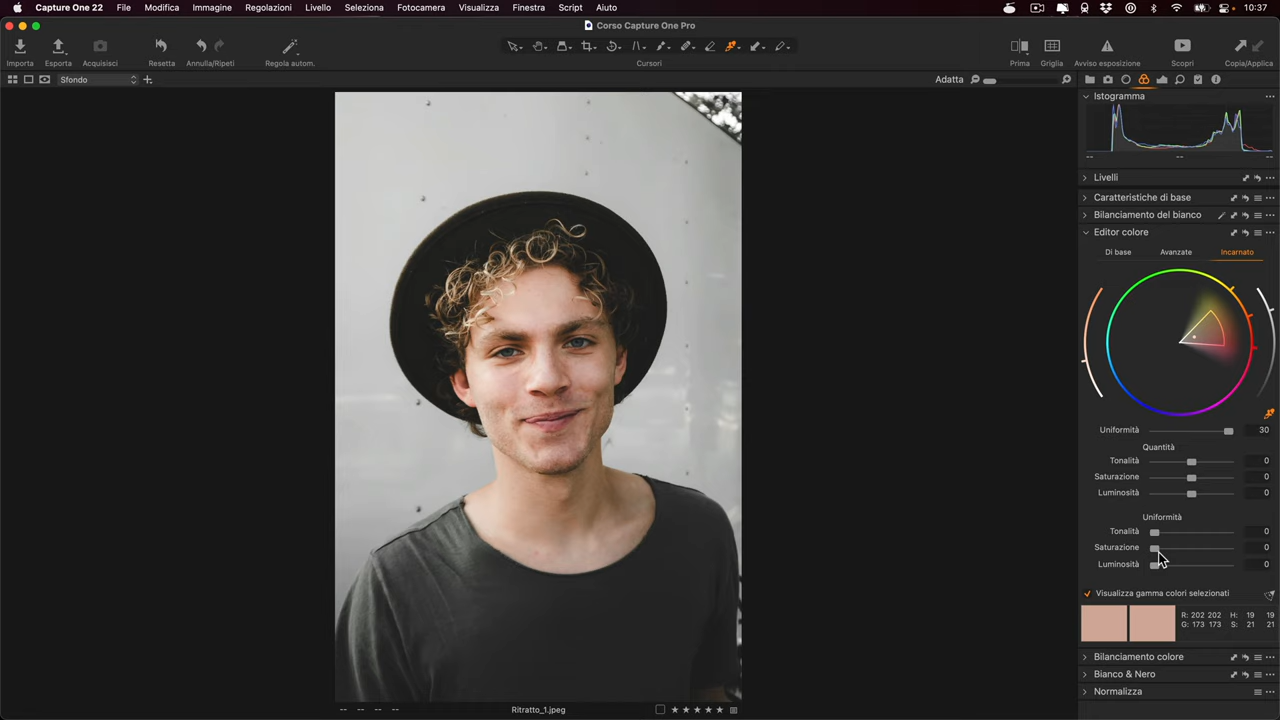 Capture One 22 File Modifica Immagine Regolazioni Livello Seleziona Fotocamera Visualizza Finestra Script Aiuto 10:37
Corso Capture One Pro
Importa Esporta Acquisisci Resetta Annulla/Ripeti Regola autom. Cursori Prima Griglia Avviso esposizione Scopri Copia/Applica
Sfondo Adatta
Istogramma
-- -- --
Livelli
Caratteristiche di base
Bilanciamento del bianco
Editor colore
Di base Avanzate Incarnato
Uniformità 30
Quantità
Tonalità 0
Saturazione 0
Luminosità 0
Uniformità
Tonalità 0
Saturazione 0
Luminosità 0
Visualizza gamma colori selezionati
R: 202 202 H: 19 19
G: 173 173 S: 21 21
Bilanciamento colore
Bianco & Nero
Normalizza
-- -- -- -- Ritratto_1.jpeg